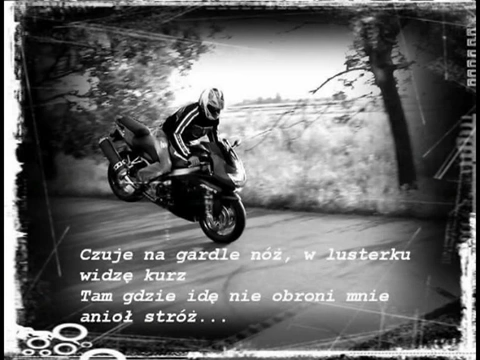 Czuje na gardle nóż, w lusterku
widzę kurz
Tam gdzie idę nie obroni mnie
anioł stróż...